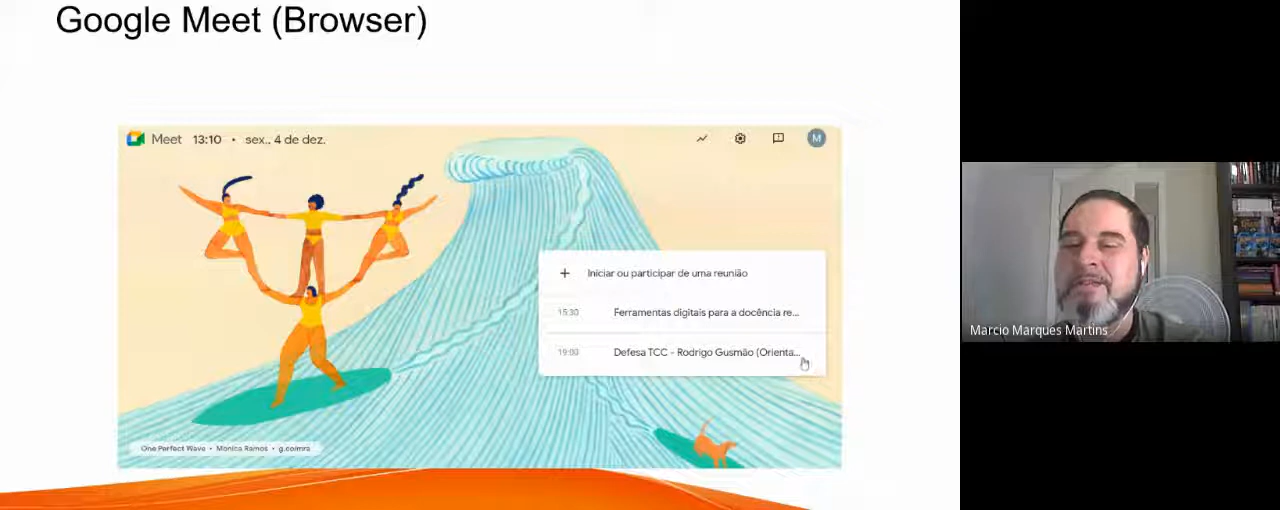 Google Meet (Browser)
Meet 13:10 • sex., 4 de dez.
M
Iniciar ou participar de uma reunião
15:30 Ferramentas digitais para a docência re...
19:00 Defesa TCC - Rodrigo Gusmão (Orienta...
One Perfect Wave • Monica Ramos • g.co/mra
Marcio Marques Martins